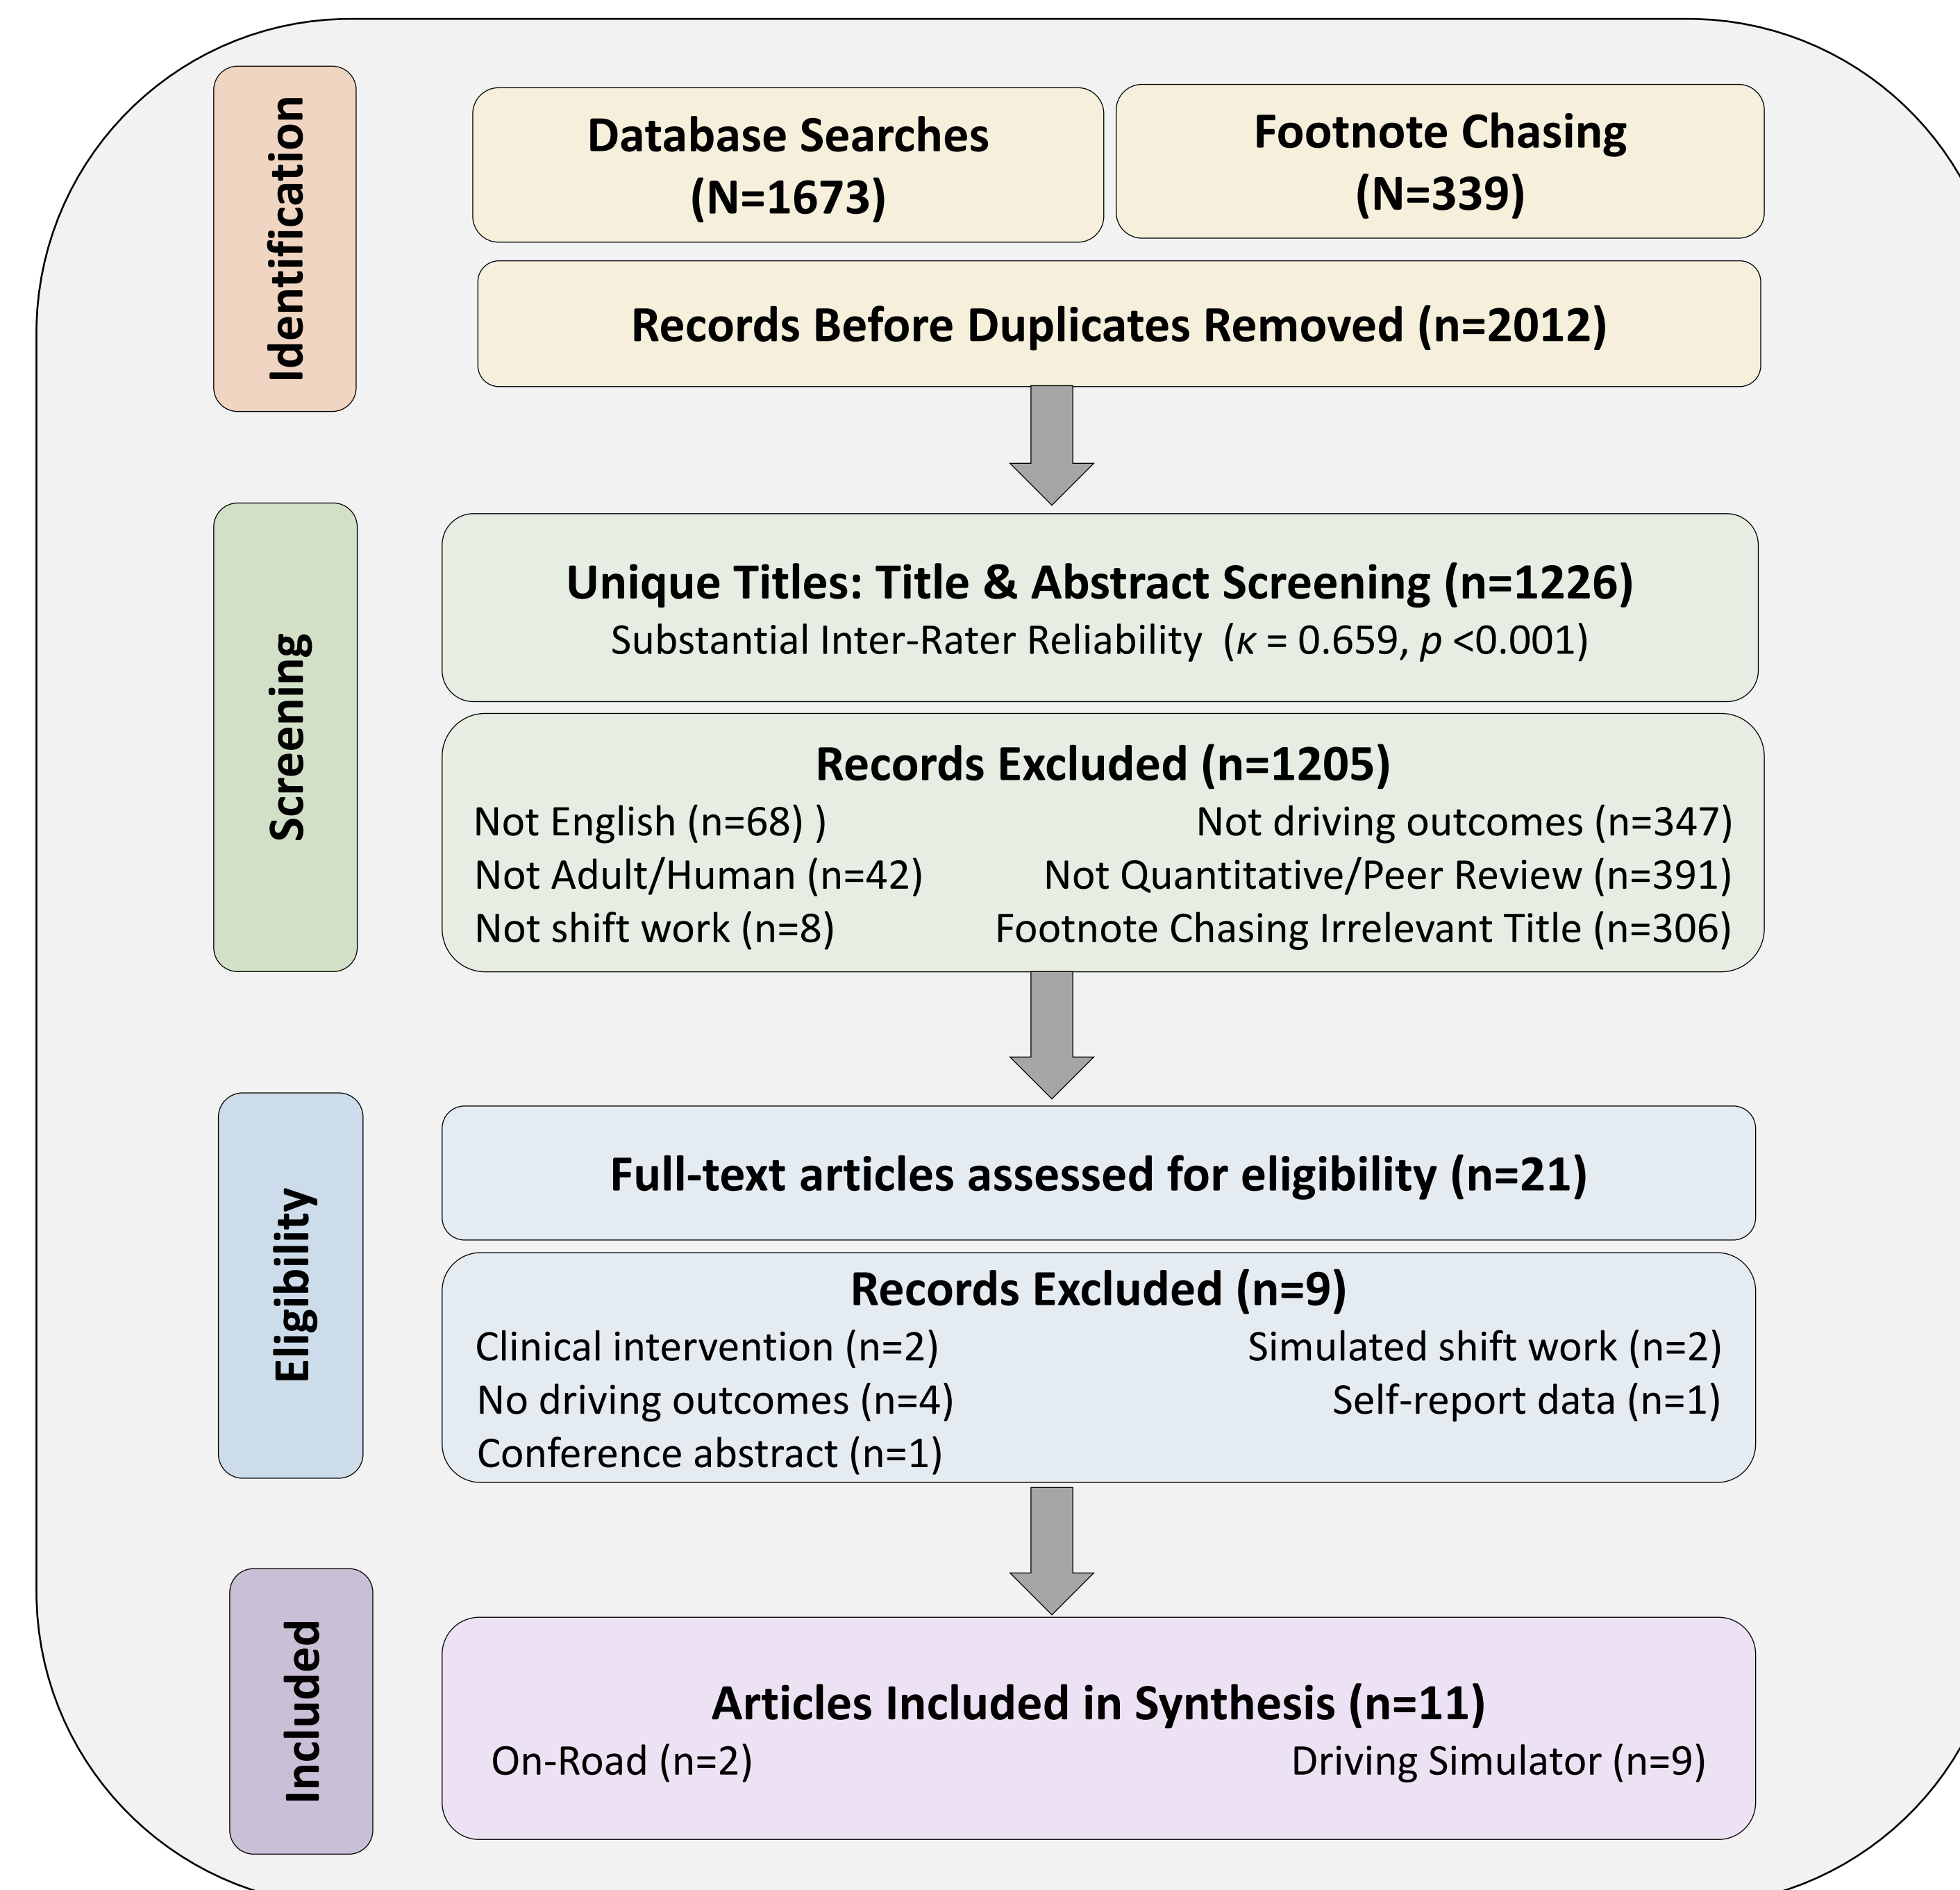 Identification
Database Searches
(N=1673)
Footnote Chasing
(N=339)
Records Before Duplicates Removed (n=2012)
Screening
Unique Titles: Title & Abstract Screening (n=1226)
Substantial Inter-Rater Reliability (κ = 0.659, p <0.001)
Records Excluded (n=1205)
Not English (n=68) )
Not driving outcomes (n=347)
Not Adult/Human (n=42)
Not Quantitative/Peer Review (n=391)
Not shift work (n=8)
Footnote Chasing Irrelevant Title (n=306)
Eligibility
Full-text articles assessed for eligibility (n=21)
Records Excluded (n=9)
Clinical intervention (n=2)
Simulated shift work (n=2)
No driving outcomes (n=4)
Self-report data (n=1)
Conference abstract (n=1)
Included
Articles Included in Synthesis (n=11)
On-Road (n=2)
Driving Simulator (n=9)